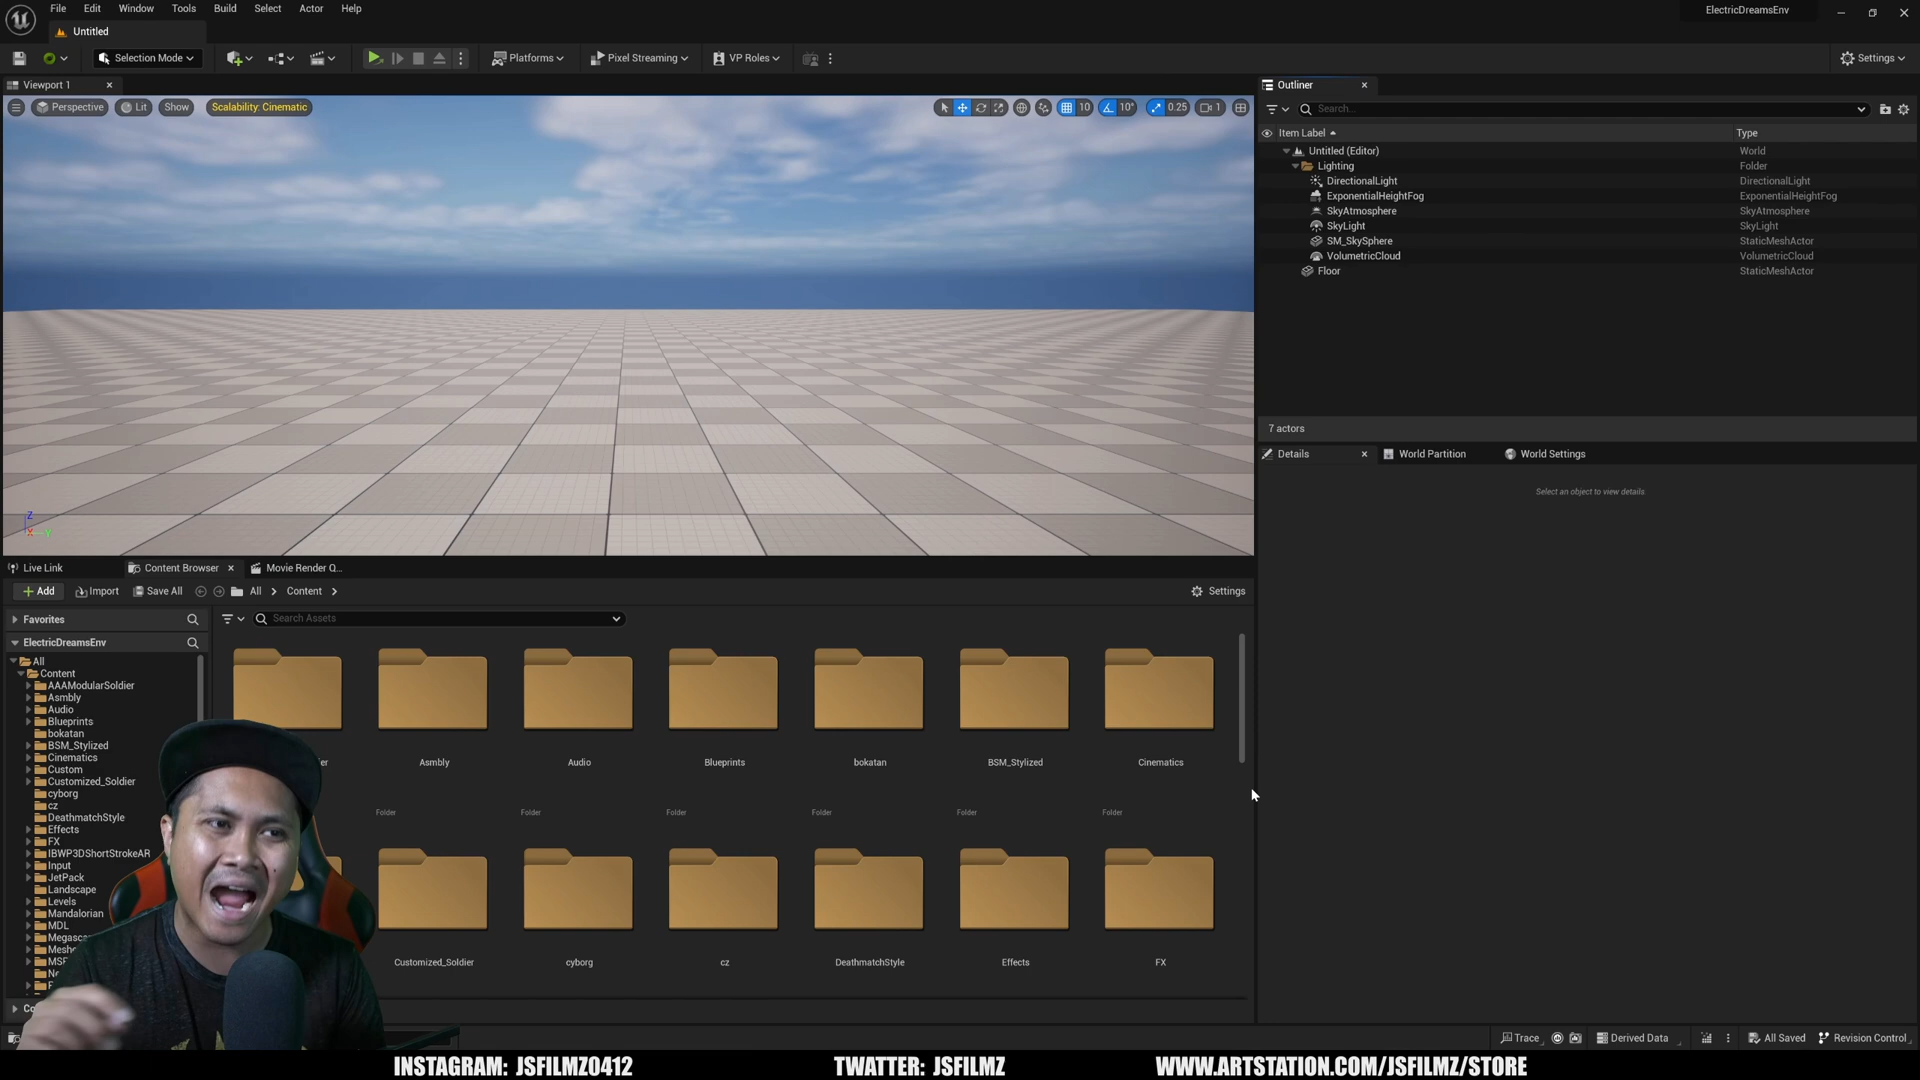 File Edit Window Tools Build Select Actor Help
ElectricDreamsEnv
Untitled
Selection Mode
Platforms
Pixel Streaming
VP Roles
Settings
Viewport 1
Perspective Lit Show Scalability: Cinematic
10 10° 0.25 1
Outliner
Search...
Item Label Type
Untitled (Editor) World
Lighting Folder
DirectionalLight DirectionalLight
ExponentialHeightFog ExponentialHeightFog
SkyAtmosphere SkyAtmosphere
SkyLight SkyLight
SM_SkySphere StaticMeshActor
VolumetricCloud VolumetricCloud
Floor StaticMeshActor
7 actors
Details World Partition World Settings
Select an object to view details
Z
X Y
Live Link Content Browser Movie Render Q...
Add Import Save All All Content Settings
Favorites
Search Assets
ElectricDreamsEnv
All
Content
AAAModularSoldier
Asmbly
Audio
Blueprints
bokatan
BSM_Stylized
Cinematics
Custom
Customized_Soldier
cyborg
cz
DeathmatchStyle
Effects
FX
IBWP3DShortStrokeAR
Input
JetPack
Landscape
Levels
Mandalorian
MDL
Asmbly Audio Blueprints bokatan BSM_Stylized Cinematics
Folder Folder Folder Folder Folder Folder
Customized_Soldier cyborg cz DeathmatchStyle Effects FX
Trace Derived Data All Saved Revision Control
INSTAGRAM: JSFILMZ0412 TWATTER: JSFILMZ WWW.ARTSTATION.COM/JSFILMZ/STORE